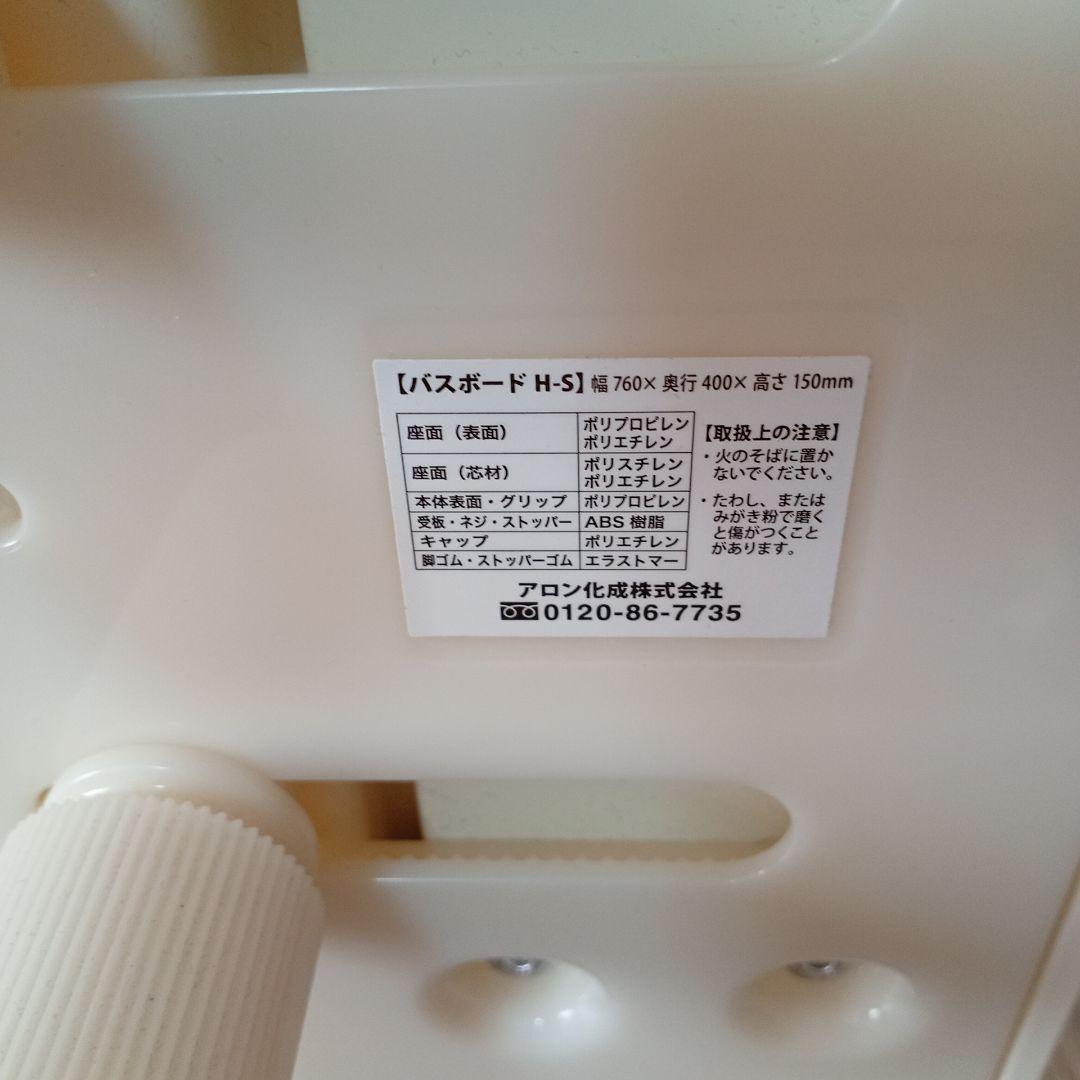 【バスボード H-S】幅 760× 奥行 400× 高さ 150mm
座面（表面） ポリプロピレン
ポリエチレン
座面（芯材） ポリスチレン
ポリエチレン
本体表面・グリップ ポリプロピレン
受板・ネジ・ストッパー ABS 樹脂
キャップ ポリエチレン
脚ゴム・ストッパーゴム エラストマー
【取扱上の注意】
・火のそばに置か
ないでください。
・たわし、または
みがき粉で磨く
と傷がつくこと
があります。
アロン化成株式会社
0120-86-7735